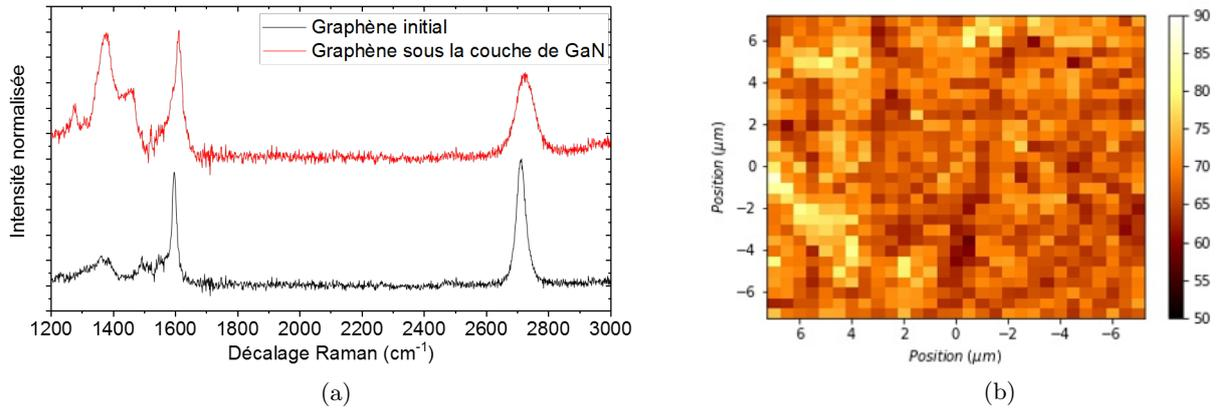 Graphène initial
Graphène sous la couche de GaN
Intensité normalisée
1200 1400 1600 1800 2000 2200 2400 2600 2800 3000
Décalage Raman (cm⁻¹)
(a)
6
4
2
0
−2
−4
−6
Position (μm)
6 4 2 0 −2 −4 −6
Position (μm)
90
85
80
75
70
65
60
55
50
(b)